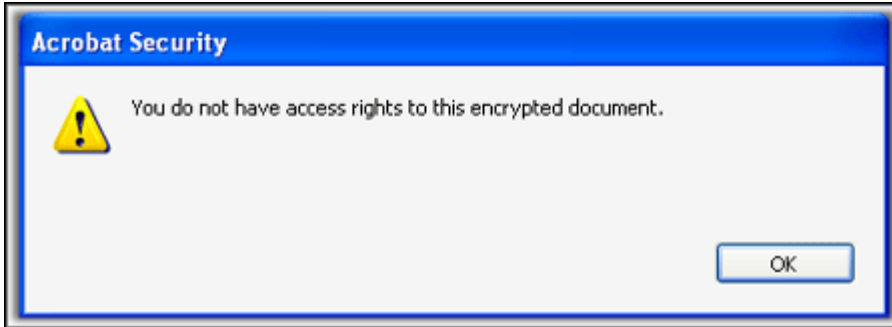 Acrobat Security
You do not have access rights to this encrypted document.
OK